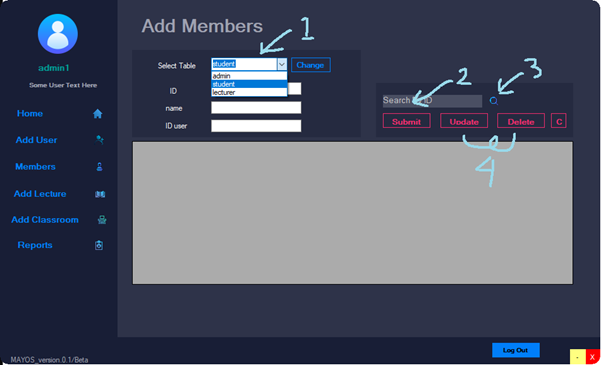 Add Members
1
admin1
Some User Text Here
Select Table
student
Change
admin
student
lecturer
ID
name
ID user
2
3
Search
ID
Submit
Uodate
Delete
C
4
Home
Add User
Members
Add Lecture
Add Classroom
Reports
Log Out
-
X
MAYOS_version.0.1/Beta